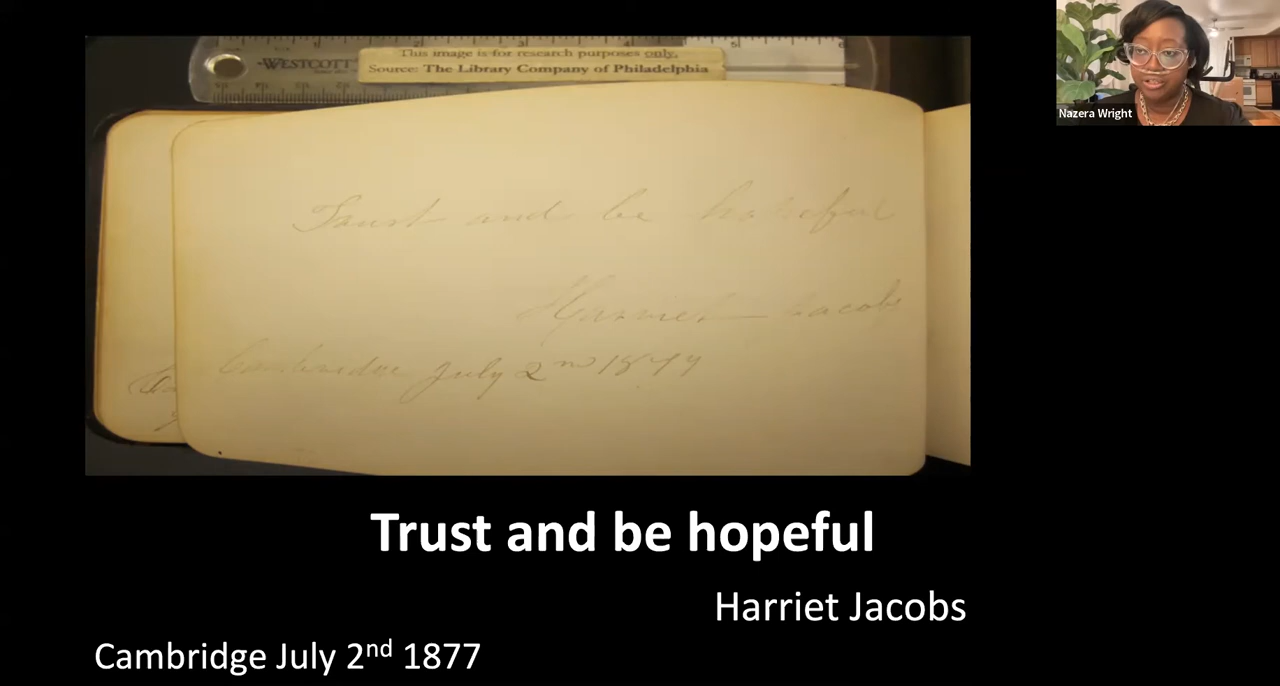 WESTCOTT
This image is for research purposes only.
Source: The Library Company of Philadelphia
Trust and be hopeful
Harriet Jacobs
Cambridge July 2nd 1877
Trust and be hopeful
Harriet Jacobs
Cambridge July 2nd 1877
Nazera Wright